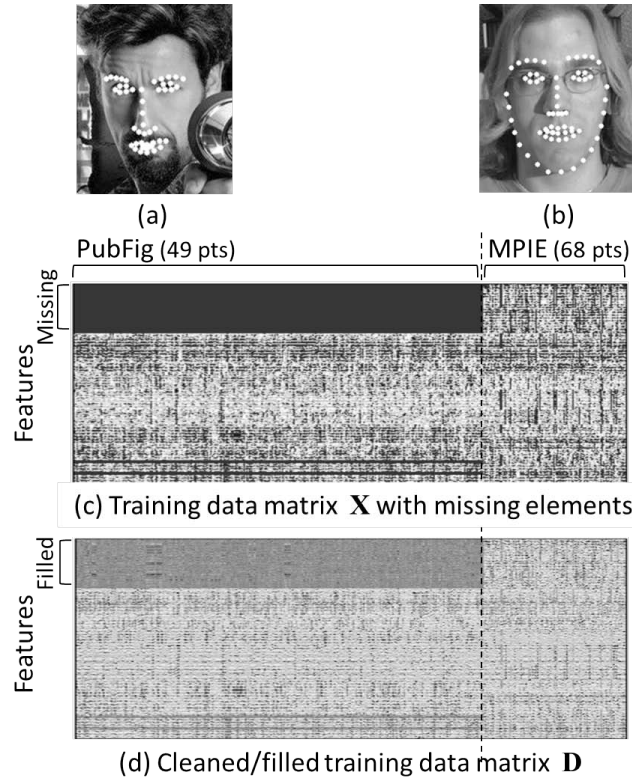 (a)
(b)
PubFig (49 pts)
MPIE (68 pts)
Missing
Features
(c) Training data matrix X with missing elements
Filled
Features
(d) Cleaned/filled training data matrix D